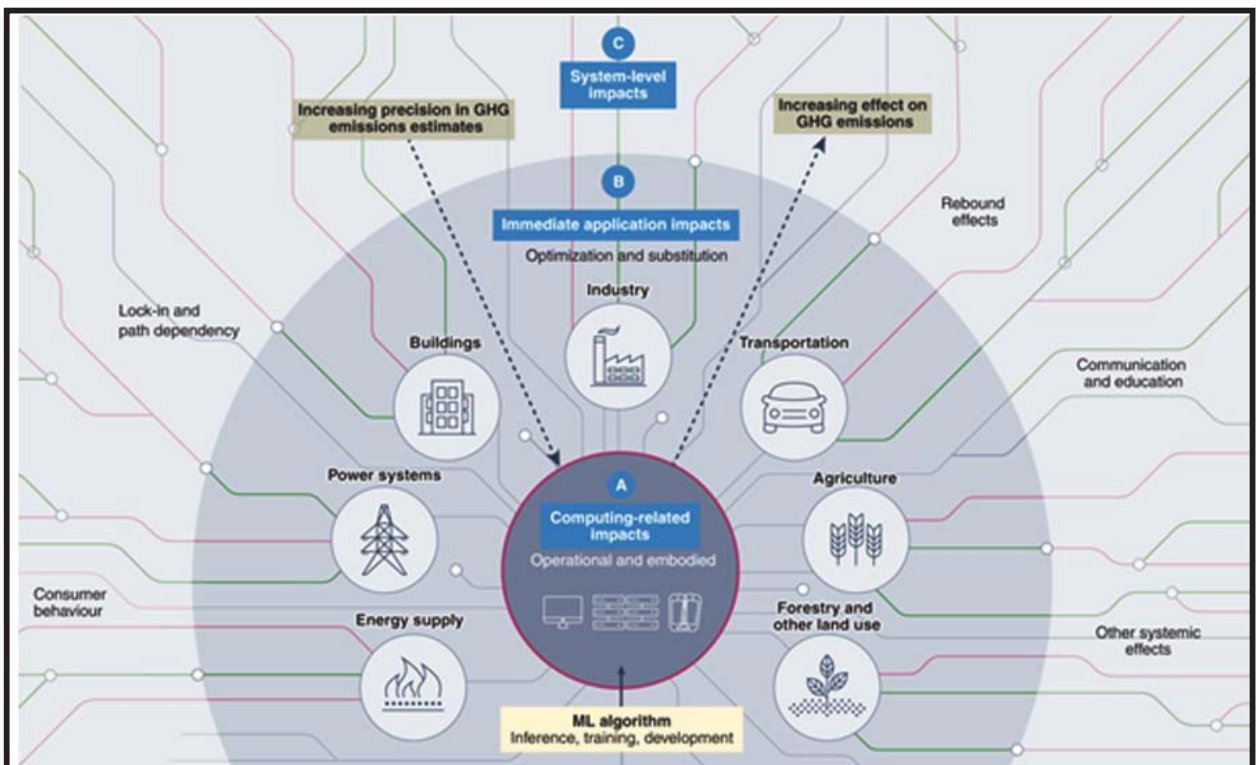 C
System-level
impacts
Increasing precision in GHG
emissions estimates
Increasing effect on
GHG emissions
B
Immediate application impacts
Optimization and substitution
Rebound
effects
Lock-in and
path dependency
Industry
Buildings
Transportation
Communication
and education
Power systems
A
Computing-related
impacts
Operational and embodied
Agriculture
Consumer
behaviour
Energy supply
Forestry and
other land use
Other systemic
effects
ML algorithm
Inference, training, development